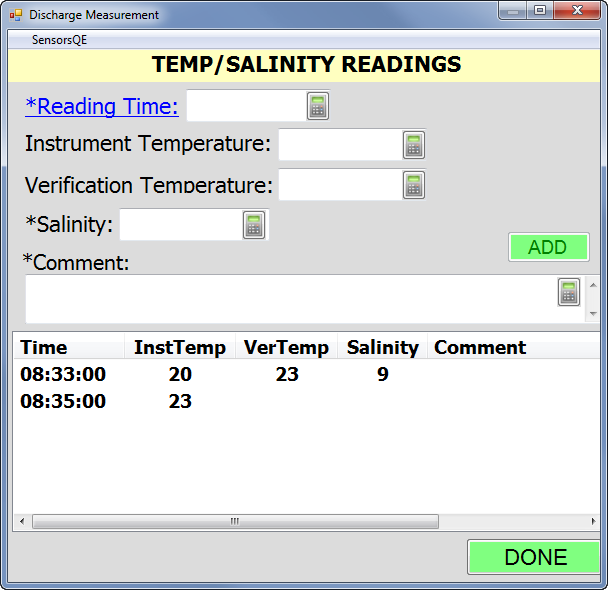 Discharge Measurement
SensorsQE
TEMP/SALINITY READINGS
*Reading Time:
Instrument Temperature:
Verification Temperature:
*Salinity:
ADD
*Comment:
Time InstTemp VerTemp Salinity Comment
08:33:00 20 23 9
08:35:00 23
DONE